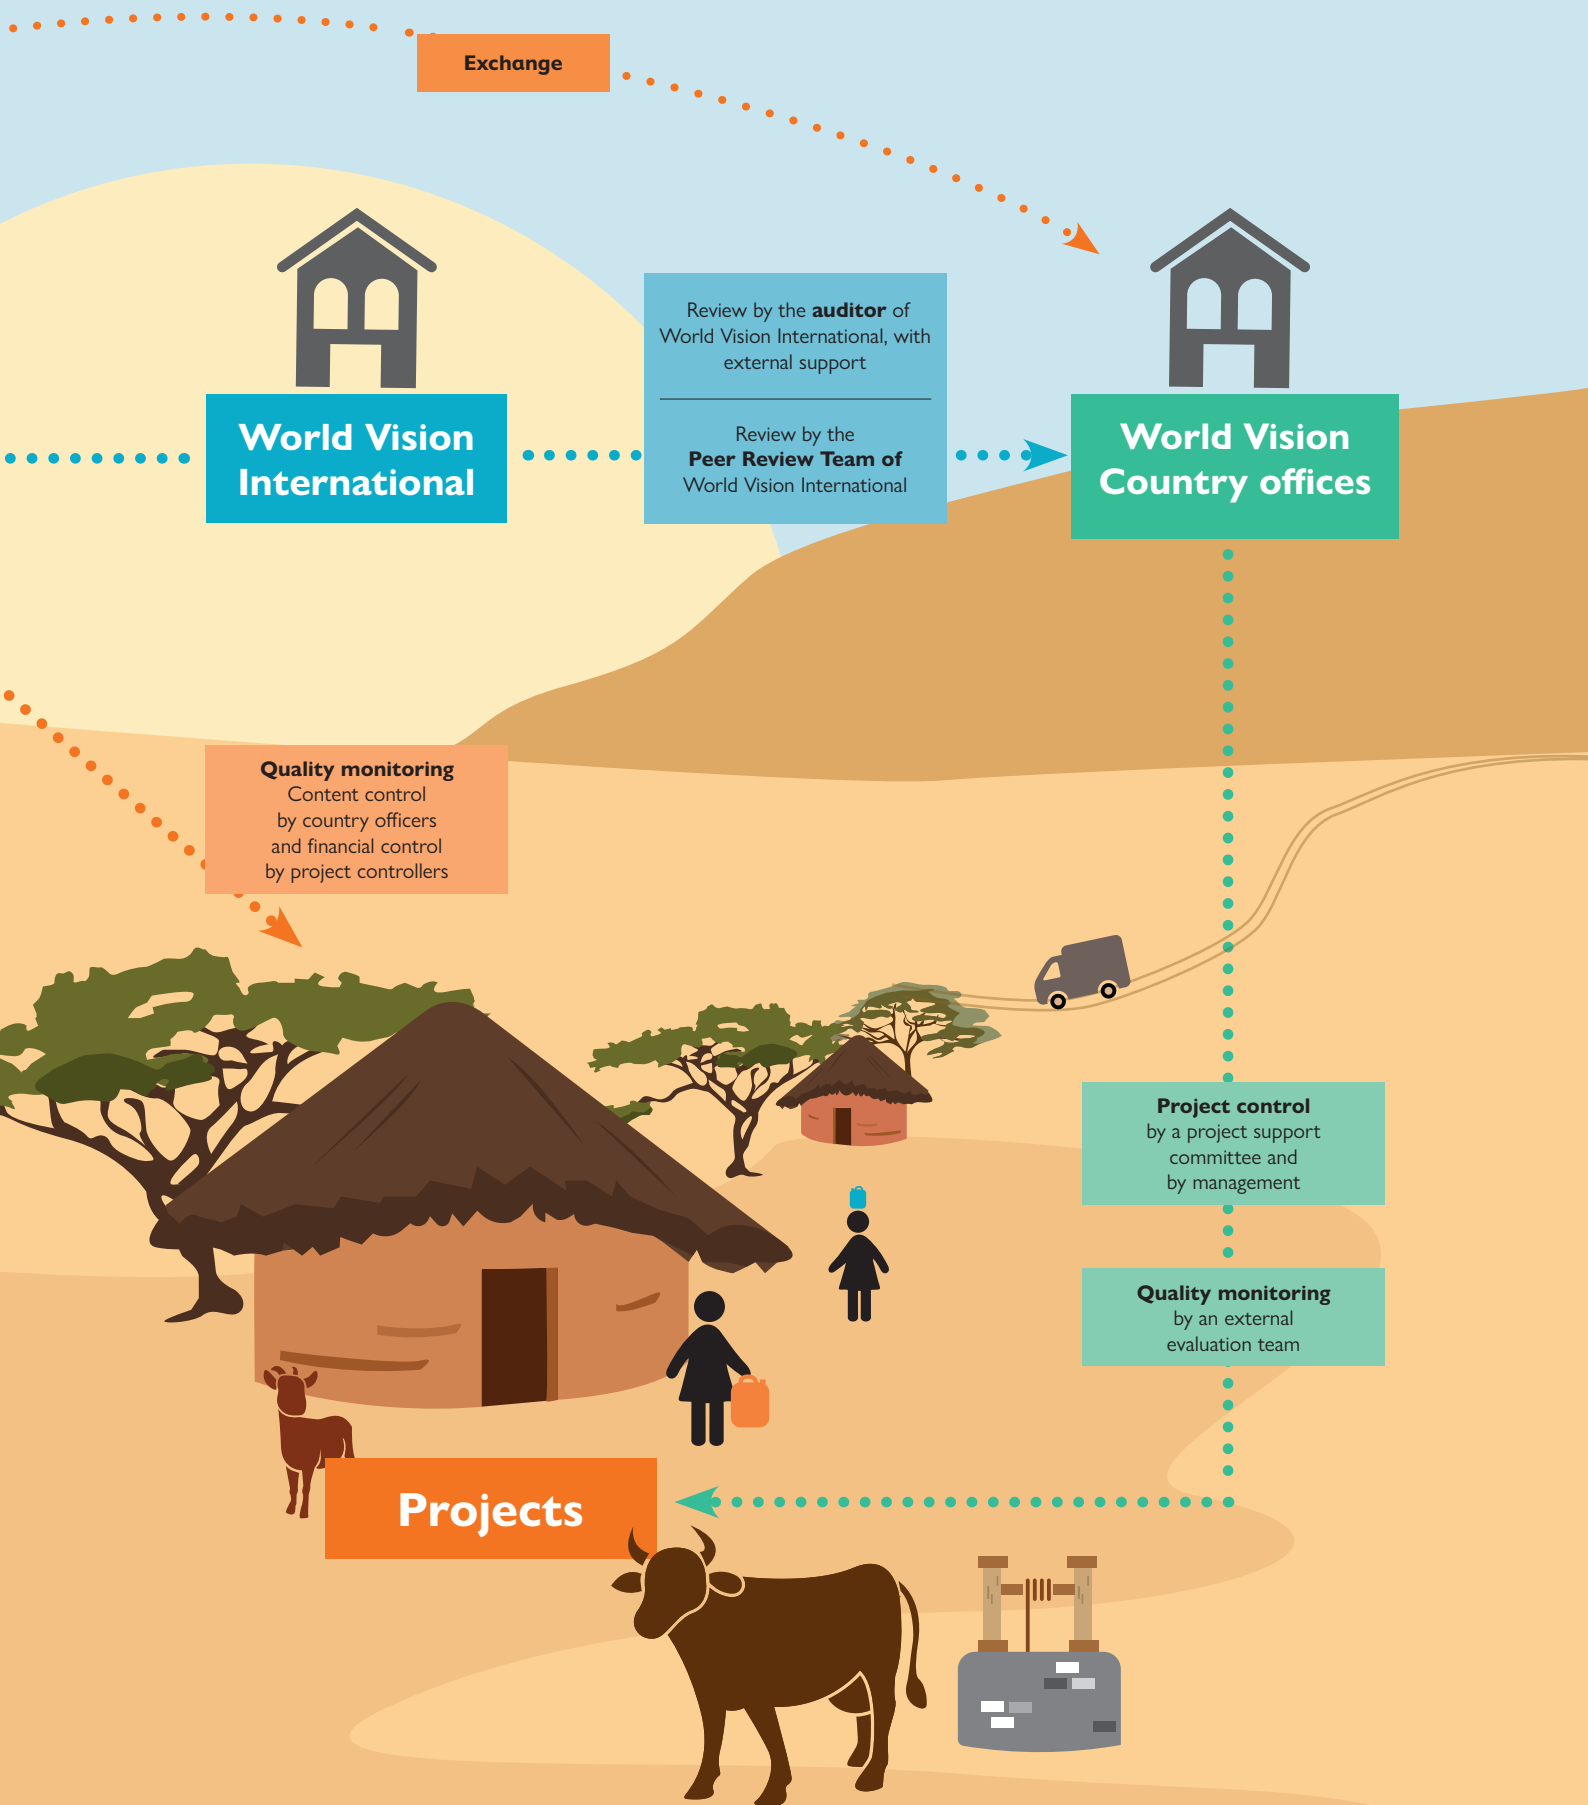 Exchange
World Vision
International
Review by the auditor of
World Vision International, with
external support
Review by the
Peer Review Team of
World Vision International
World Vision
Country offices
Quality monitoring
Content control
by country officers
and financial control
by project controllers
Project control
by a project support
committee and
by management
Quality monitoring
by an external
evaluation team
Projects